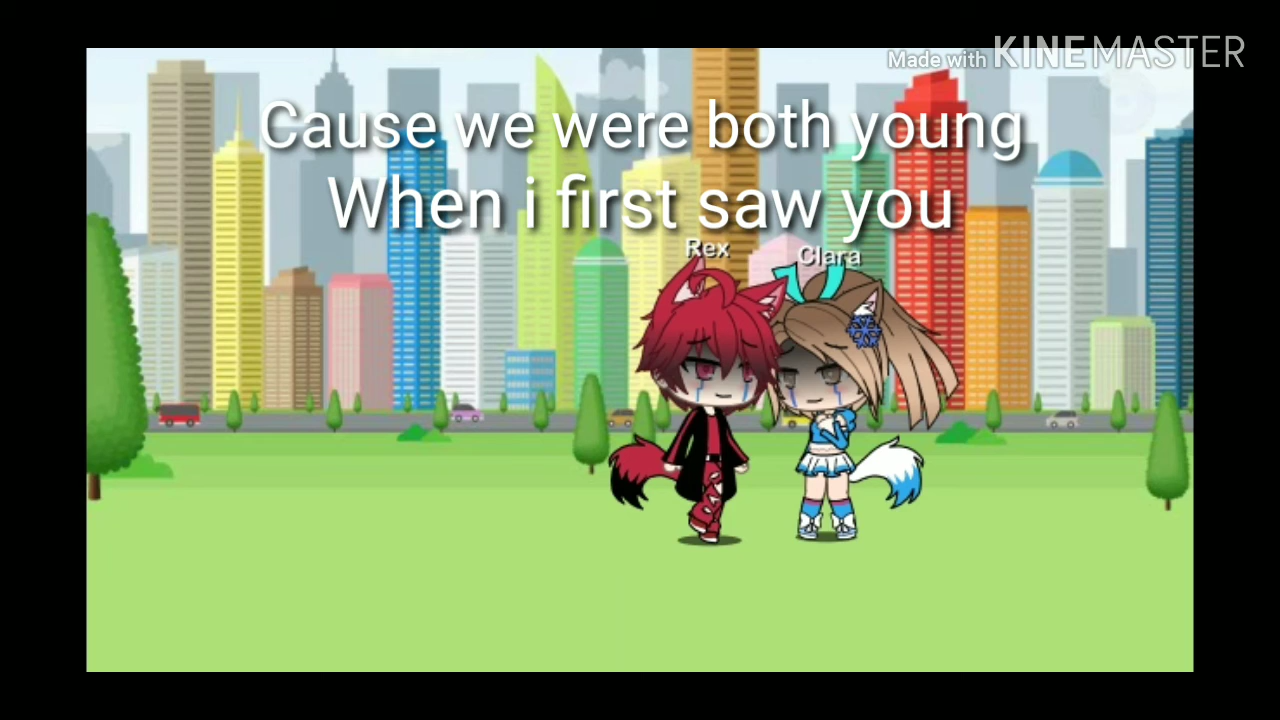 Made with KINEMASTER
Cause we were both young
When i first saw you
Rex
Clara